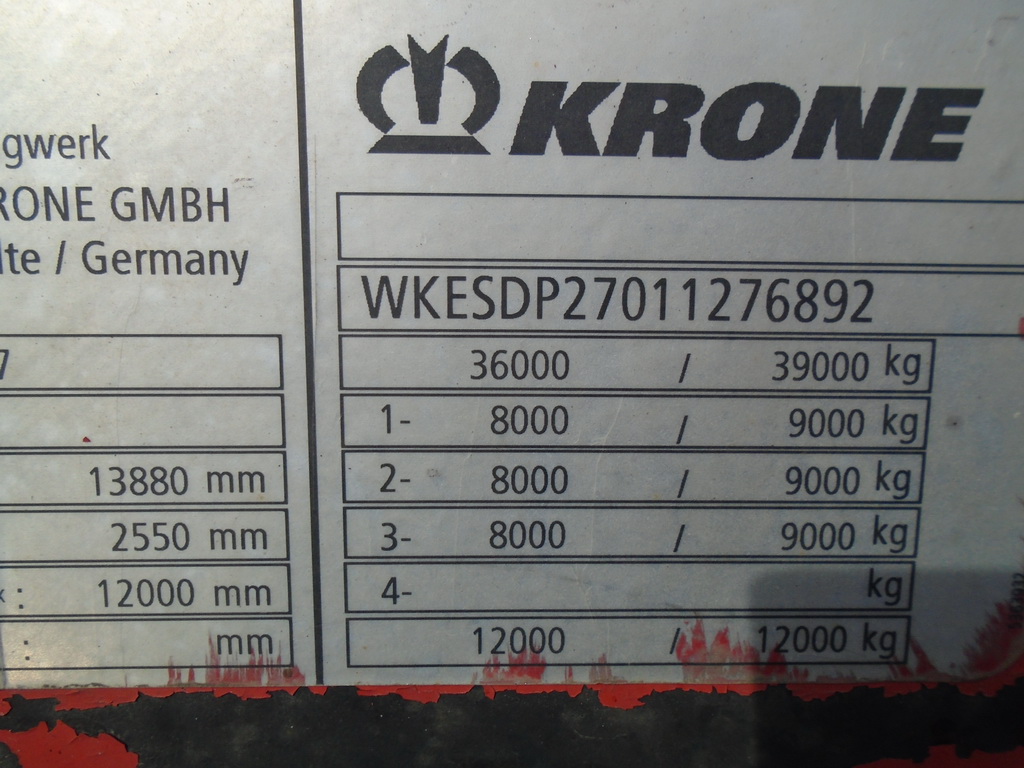 gwerk
RONE GMBH
lte / Germany
7
13880 mm
2550 mm
x: 12000 mm
: mm
KRONE
WKESDP27011276892
36000 / 39000 kg
1- 8000 / 9000 kg
2- 8000 / 9000 kg
3- 8000 / 9000 kg
4- kg
12000 / 12000 kg